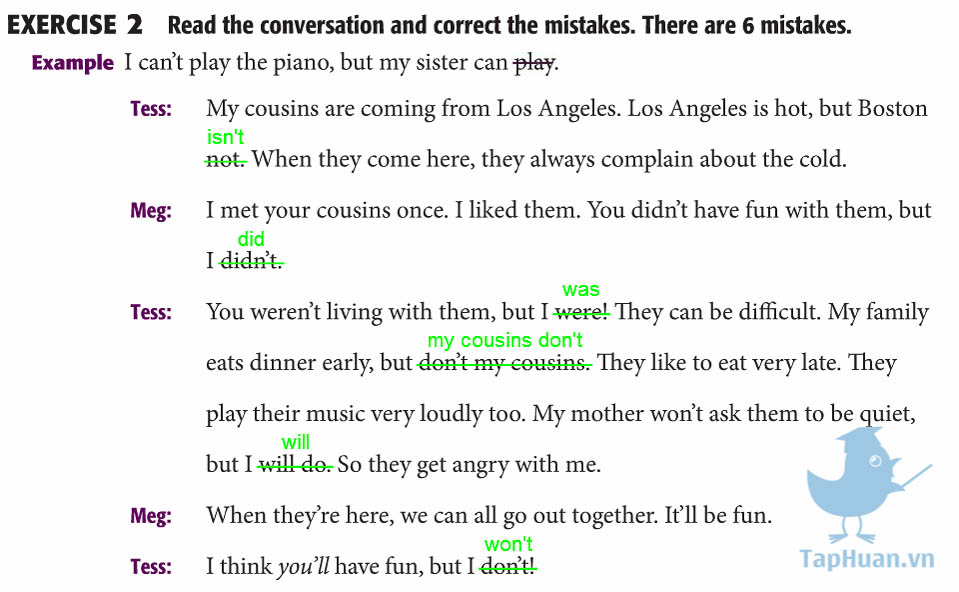 EXERCISE 2 Read the conversation and correct the mistakes. There are 6 mistakes.
Example I can't play the piano, but my sister can play.
Tess: My cousins are coming from Los Angeles. Los Angeles is hot, but Boston
isn't
not. When they come here, they always complain about the cold.
Meg: I met your cousins once. I liked them. You didn't have fun with them, but
did
I didn't.
was
Tess: You weren't living with them, but I were! They can be difficult. My family
my cousins don't
eats dinner early, but don't my cousins. They like to eat very late. They
play their music very loudly too. My mother won't ask them to be quiet,
will
but I will do. So they get angry with me.
Meg: When they're here, we can all go out together. It'll be fun.
won't
Tess: I think you'll have fun, but I don't!
TapHuan.vn